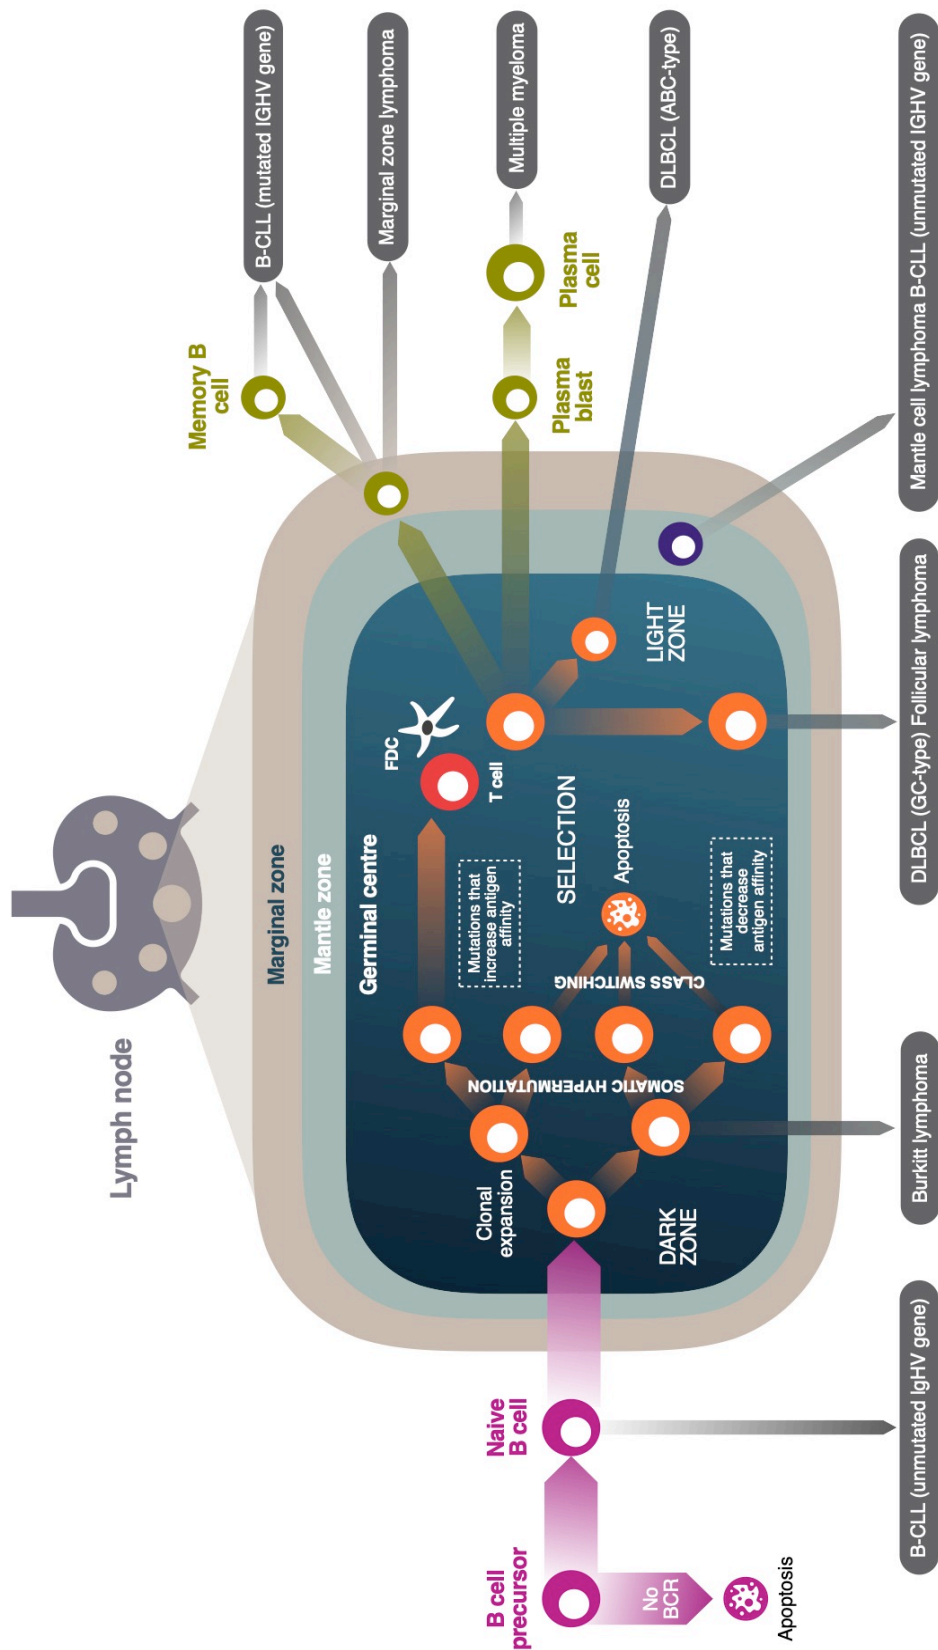 Lymph node
Marginal zone
Mantle zone
Germinal centre
B cell
precursor
No
BCR
Apoptosis
Naive
B cell
Clonal
expansion
DARK
ZONE
SOMATIC HYPERMUTATION
CLASS SWITCHING
Mutations that
increase antigen
affinity
Mutations that
decrease
antigen affinity
SELECTION
Apoptosis
FDC
T cell
LIGHT
ZONE
Memory B
cell
Plasma
blast
Plasma
cell
B-CLL (mutated IGHV gene)
Marginal zone lymphoma
Multiple myeloma
DLBCL (ABC-type)
B-CLL (unmutated IgHV gene)
Burkitt lymphoma
DLBCL (GC-type) Follicular lymphoma
Mantle cell lymphoma B-CLL (unmutated IGHV gene)